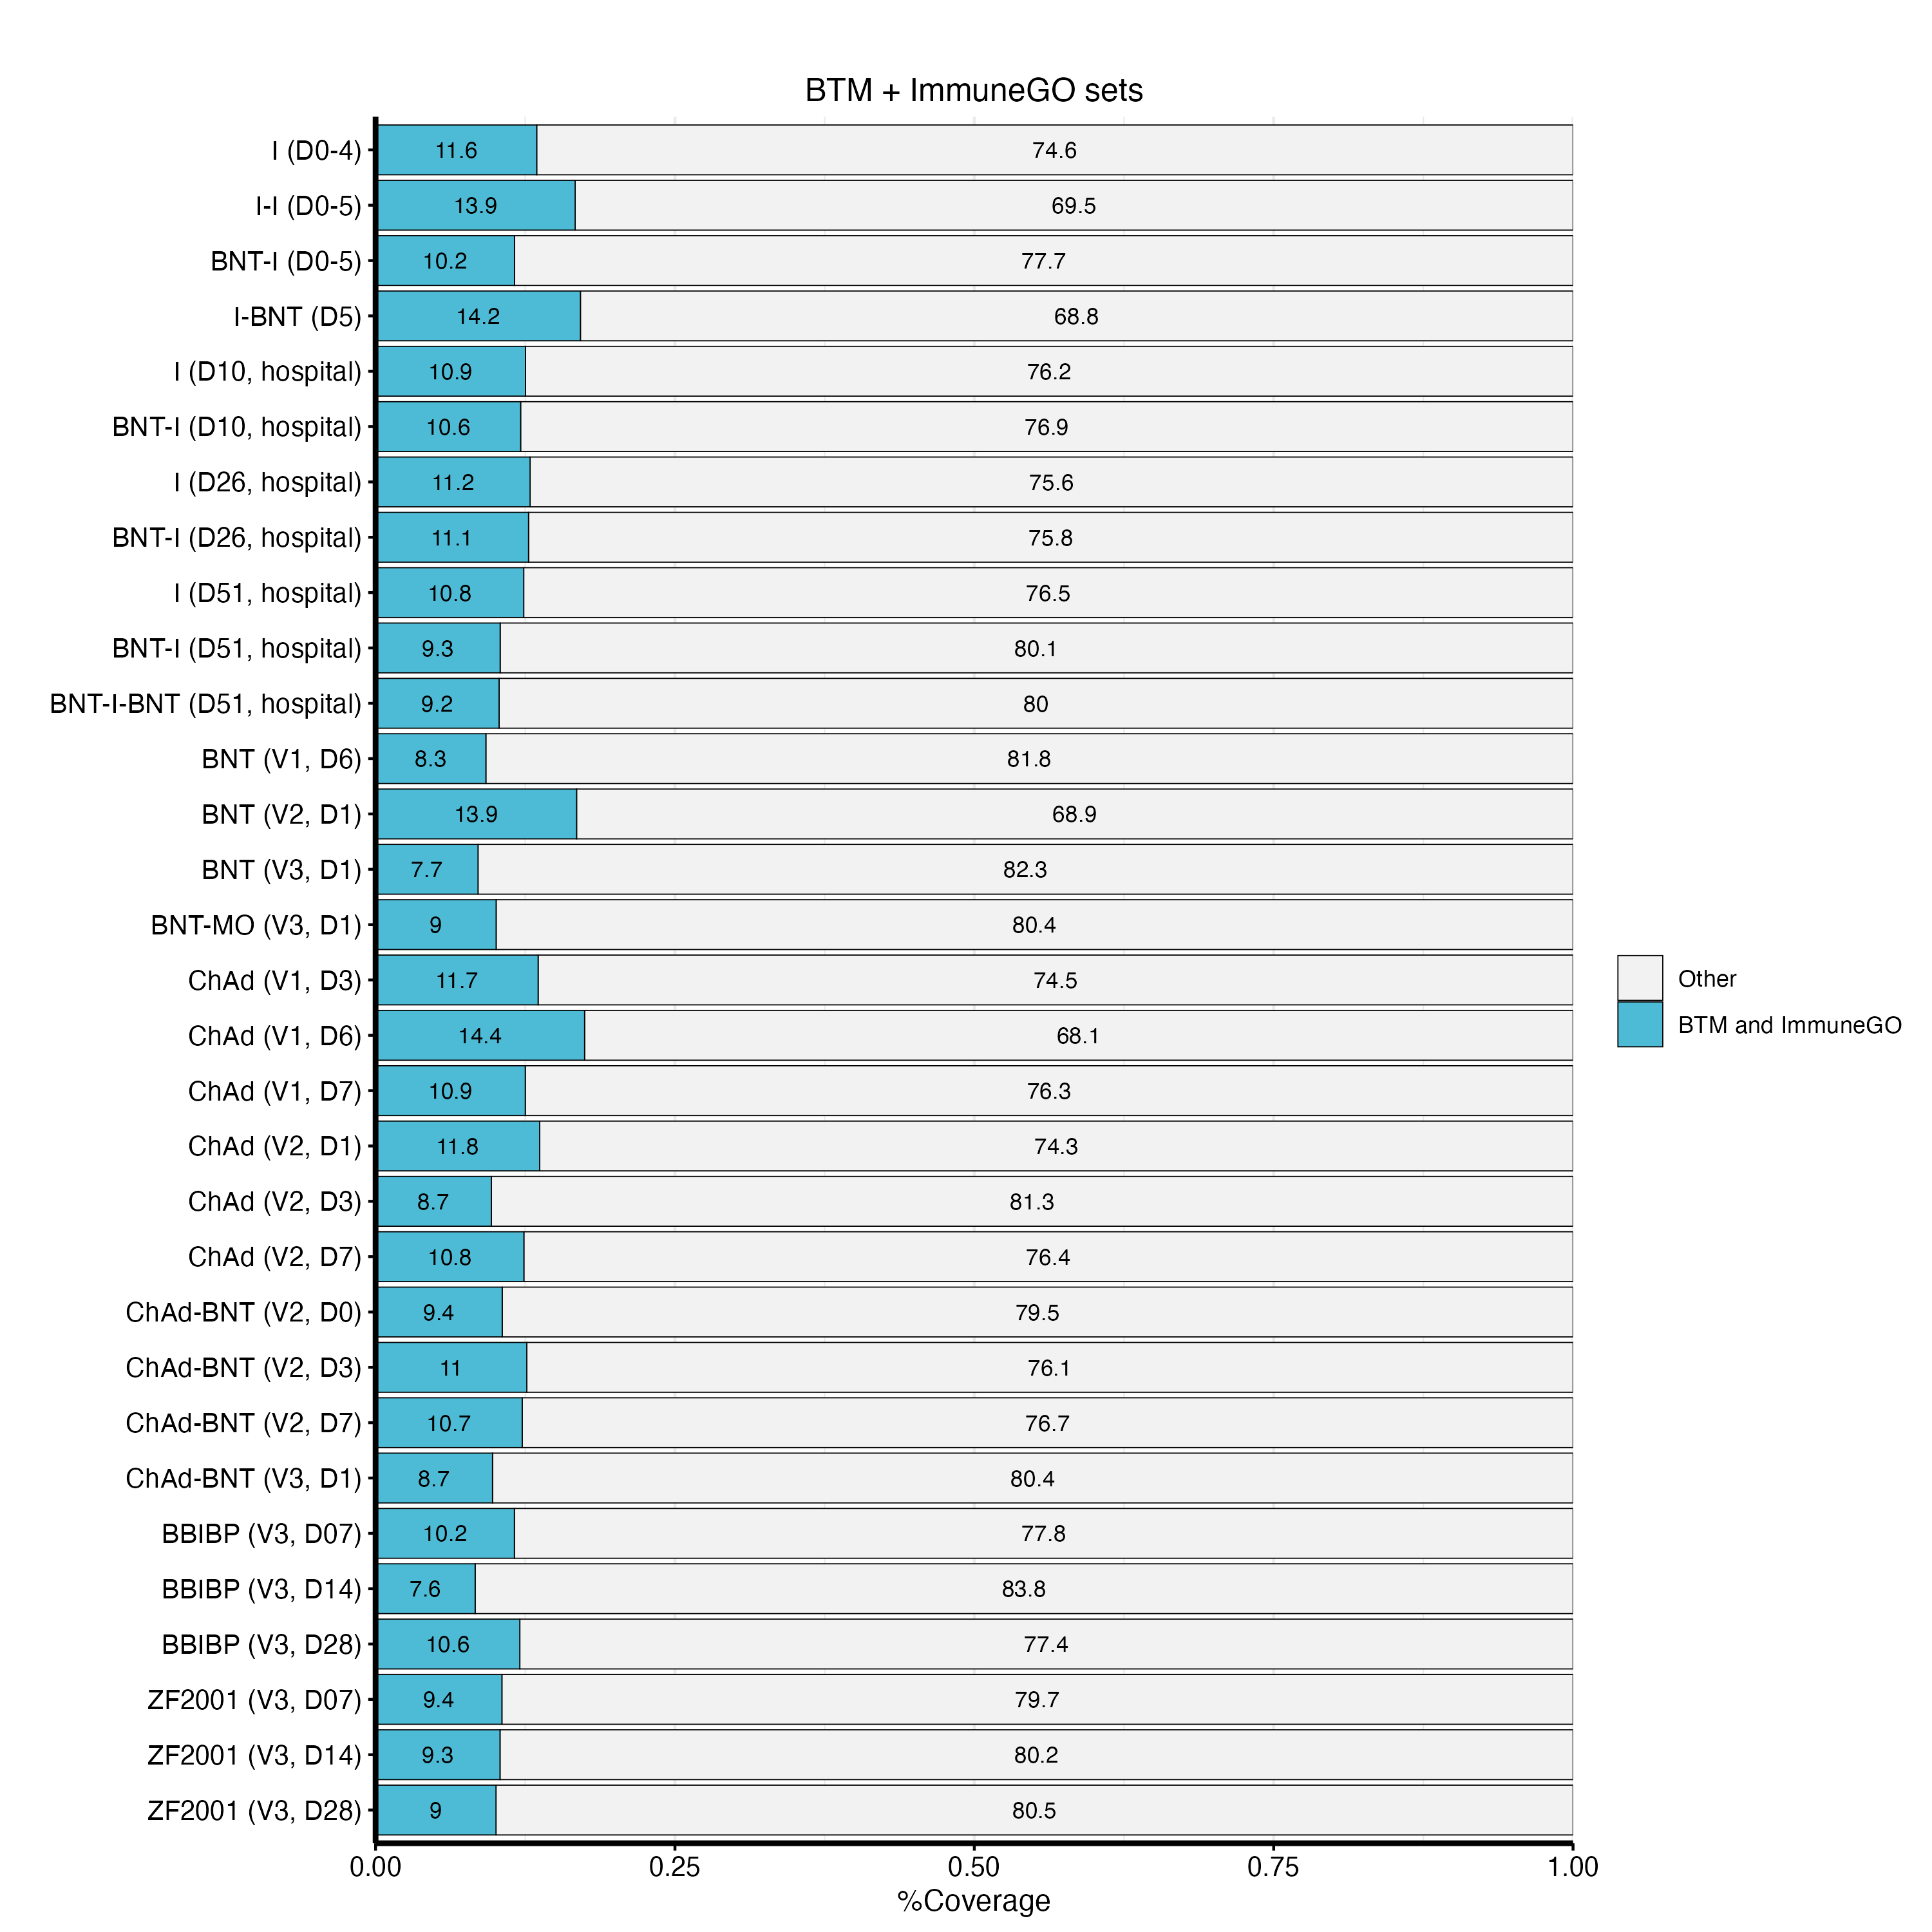 BTM + ImmuneGO sets
I (D0-4) 11.6 74.6
I-I (D0-5) 13.9 69.5
BNT-I (D0-5) 10.2 77.7
I-BNT (D5) 14.2 68.8
I (D10, hospital) 10.9 76.2
BNT-I (D10, hospital) 10.6 76.9
I (D26, hospital) 11.2 75.6
BNT-I (D26, hospital) 11.1 75.8
I (D51, hospital) 10.8 76.5
BNT-I (D51, hospital) 9.3 80.1
BNT-I-BNT (D51, hospital) 9.2 80
BNT (V1, D6) 8.3 81.8
BNT (V2, D1) 13.9 68.9
BNT (V3, D1) 7.7 82.3
BNT-MO (V3, D1) 9 80.4
ChAd (V1, D3) 11.7 74.5
ChAd (V1, D6) 14.4 68.1
ChAd (V1, D7) 10.9 76.3
ChAd (V2, D1) 11.8 74.3
ChAd (V2, D3) 8.7 81.3
ChAd (V2, D7) 10.8 76.4
ChAd-BNT (V2, D0) 9.4 79.5
ChAd-BNT (V2, D3) 11 76.1
ChAd-BNT (V2, D7) 10.7 76.7
ChAd-BNT (V3, D1) 8.7 80.4
BBIBP (V3, D07) 10.2 77.8
BBIBP (V3, D14) 7.6 83.8
BBIBP (V3, D28) 10.6 77.4
ZF2001 (V3, D07) 9.4 79.7
ZF2001 (V3, D14) 9.3 80.2
ZF2001 (V3, D28) 9 80.5
0.00 0.25 0.50 0.75 1.00
%Coverage
Other
BTM and ImmuneGO